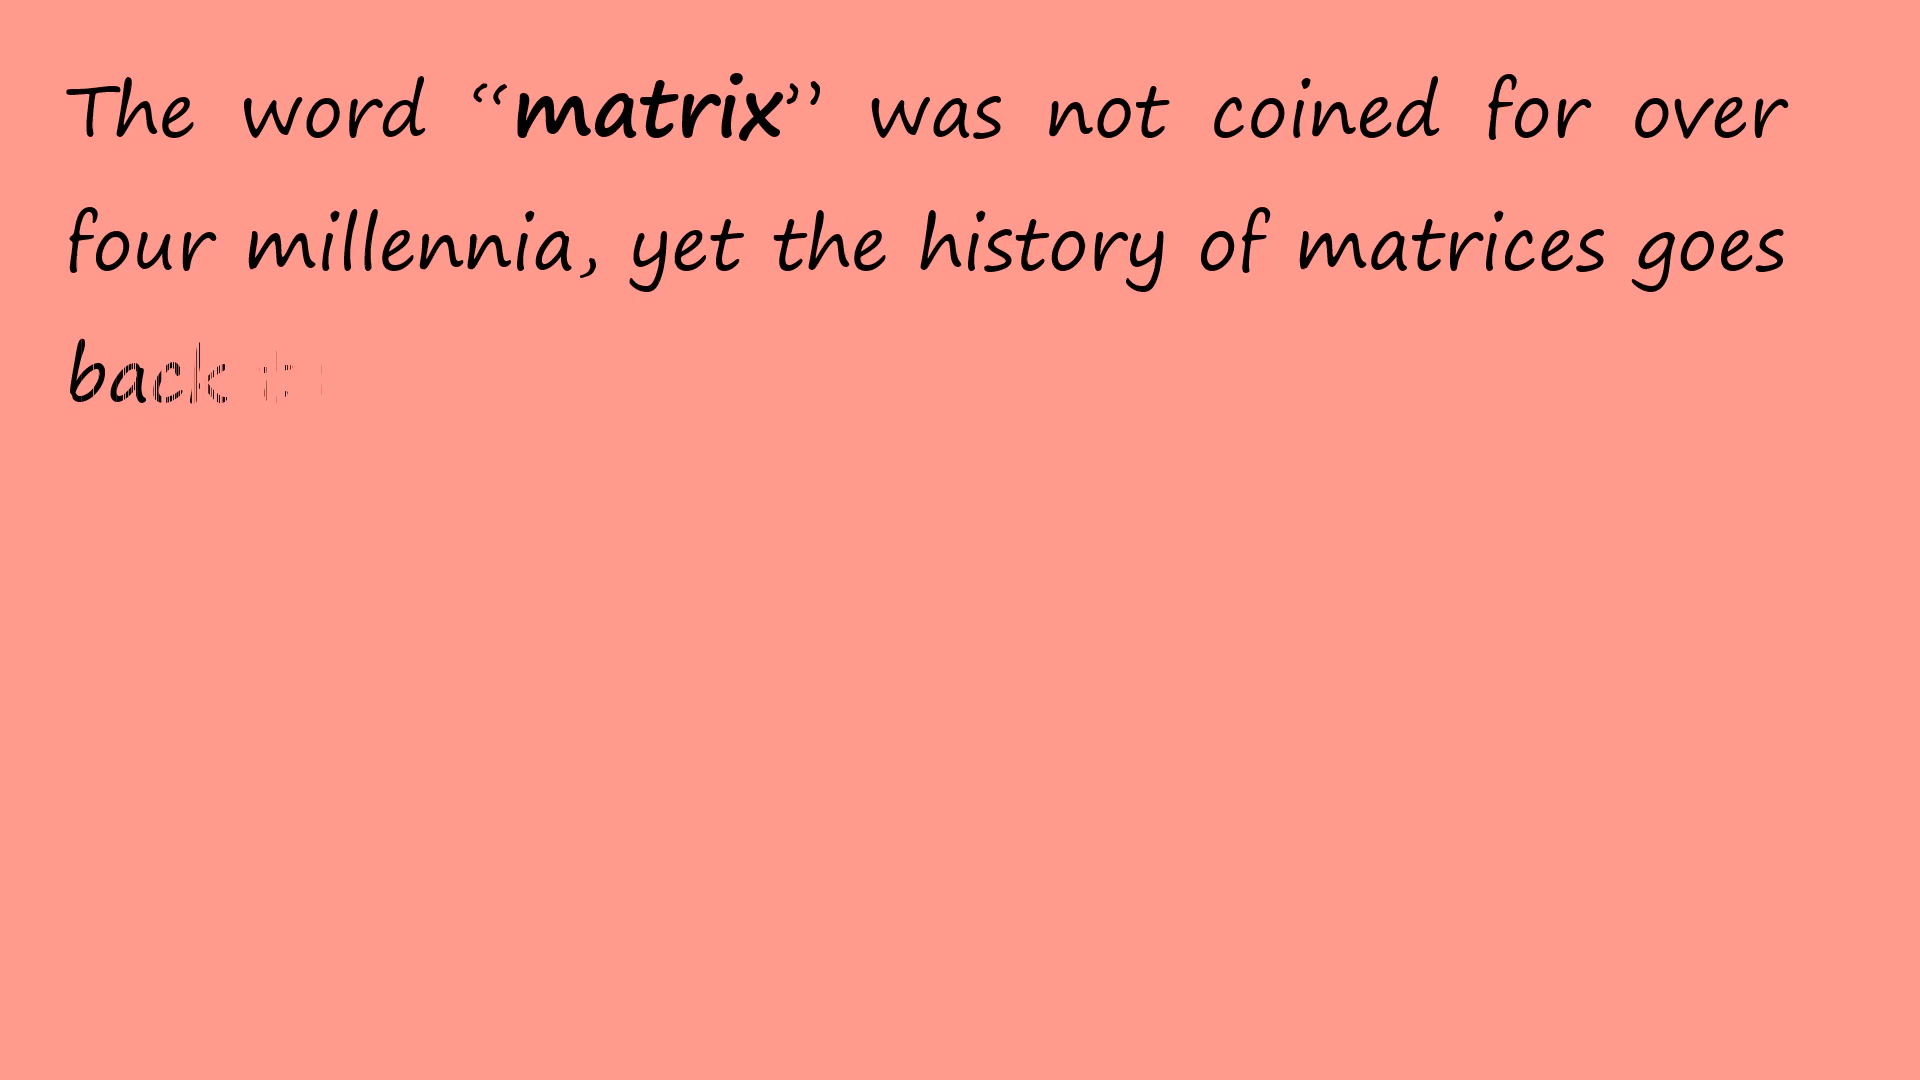 The word “matrix” was not coined for over
four millennia, yet the history of matrices goes
back